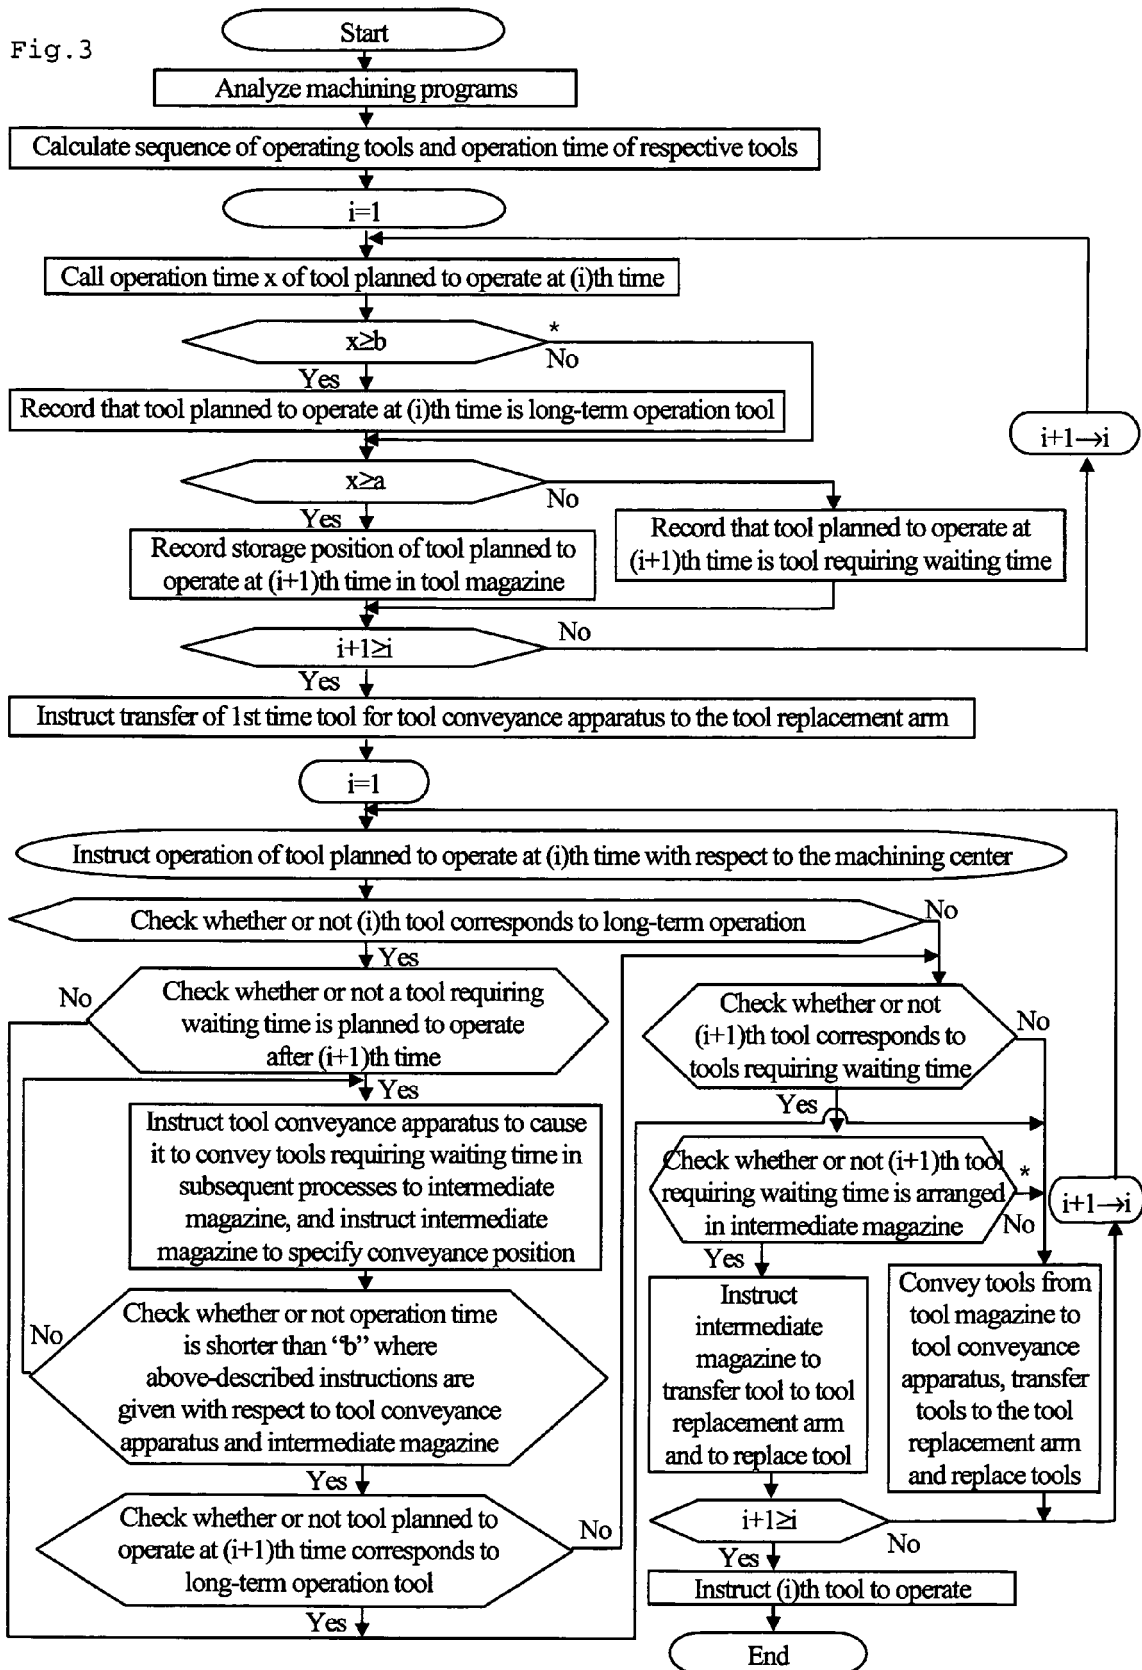 Fig.3
Start
Analyze machining programs
Calculate sequence of operating tools and operation time of respective tools
i=1
Call operation time x of tool planned to operate at (i)th time
x≥b
*
No
Yes
Record that tool planned to operate at (i)th time is long-term operation tool
i+1→i
x≥a
No
Yes
Record storage position of tool planned to
operate at (i+1)th time in tool magazine
Record that tool planned to operate at
(i+1)th time is tool requiring waiting time
i+1≥i
No
Yes
Instruct transfer of 1st time tool for tool conveyance apparatus to the tool replacement arm
i=1
Instruct operation of tool planned to operate at (i)th time with respect to the machining center
Check whether or not (i)th tool corresponds to long-term operation
No
Yes
No
Check whether or not a tool requiring
waiting time is planned to operate
after (i+1)th time
Yes
Instruct tool conveyance apparatus to cause
it to convey tools requiring waiting time in
subsequent processes to intermediate
magazine, and instruct intermediate
magazine to specify conveyance position
No
Check whether or not operation time
is shorter than "b" where
above-described instructions are
given with respect to tool conveyance
apparatus and intermediate magazine
Yes
Check whether or not tool planned to
operate at (i+1)th time corresponds to
long-term operation tool
No
Yes
Check whether or not
(i+1)th tool corresponds to
tools requiring waiting time
No
Yes
Check whether or not (i+1)th tool
requiring waiting time is arranged
in intermediate magazine
*
No
i+1→i
Yes
Instruct
intermediate
magazine to
transfer tool to tool
replacement arm
and to replace tool
Convey tools from
tool magazine to
tool conveyance
apparatus, transfer
tools to the tool
replacement arm
and replace tools
i+1≥i
No
Yes
Instruct (i)th tool to operate
End